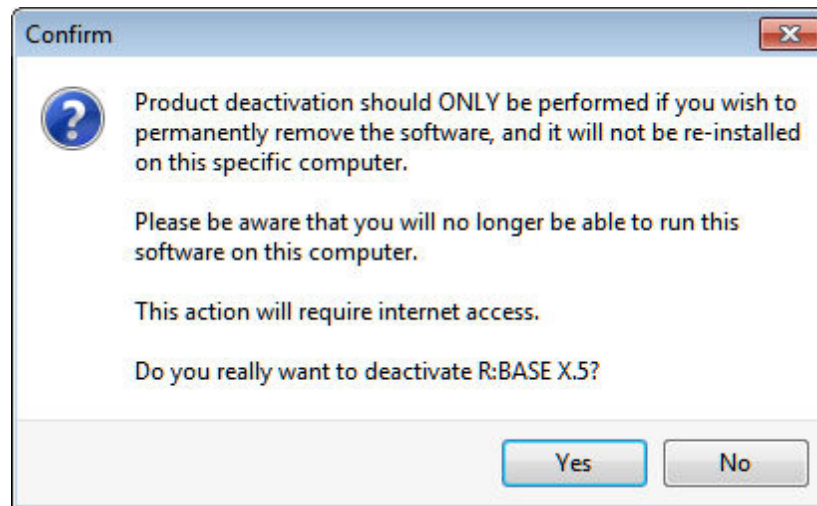 Confirm
Product deactivation should ONLY be performed if you wish to
permanently remove the software, and it will not be re-installed
on this specific computer.
Please be aware that you will no longer be able to run this
software on this computer.
This action will require internet access.
Do you really want to deactivate R:BASE X.5?
Yes
No